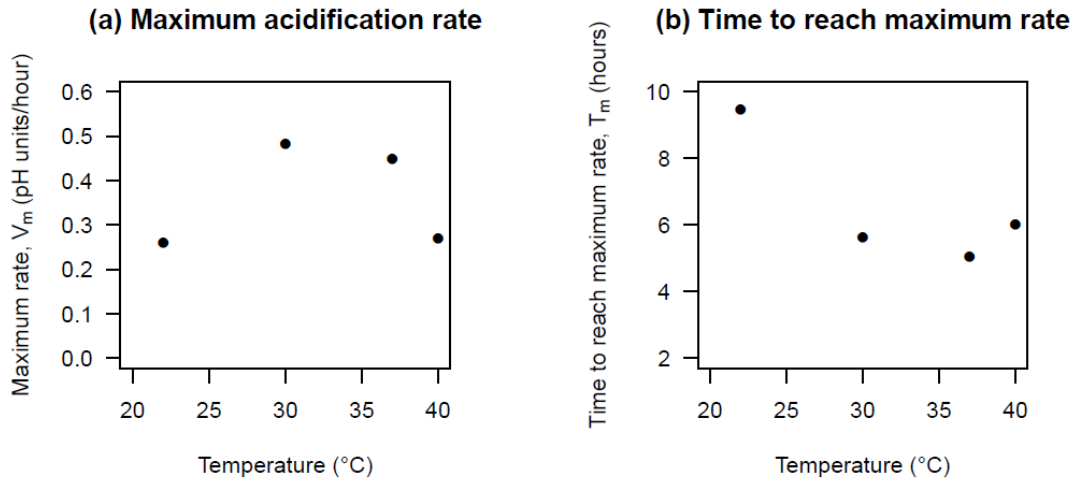 (a) Maximum acidification rate
Maximum rate, Vm (pH units/hour)
0.6
0.5
0.4
0.3
0.2
0.1
0.0
20 25 30 35 40
Temperature (°C)
(b) Time to reach maximum rate
Time to reach maximum rate, Tm (hours)
10
8
6
4
2
20 25 30 35 40
Temperature (°C)